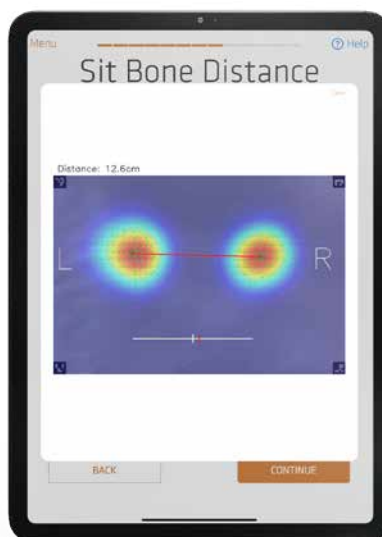 Menu
Help
Sit Bone Distance
Distance: 12.6cm
L
R
BACK
CONTINUE